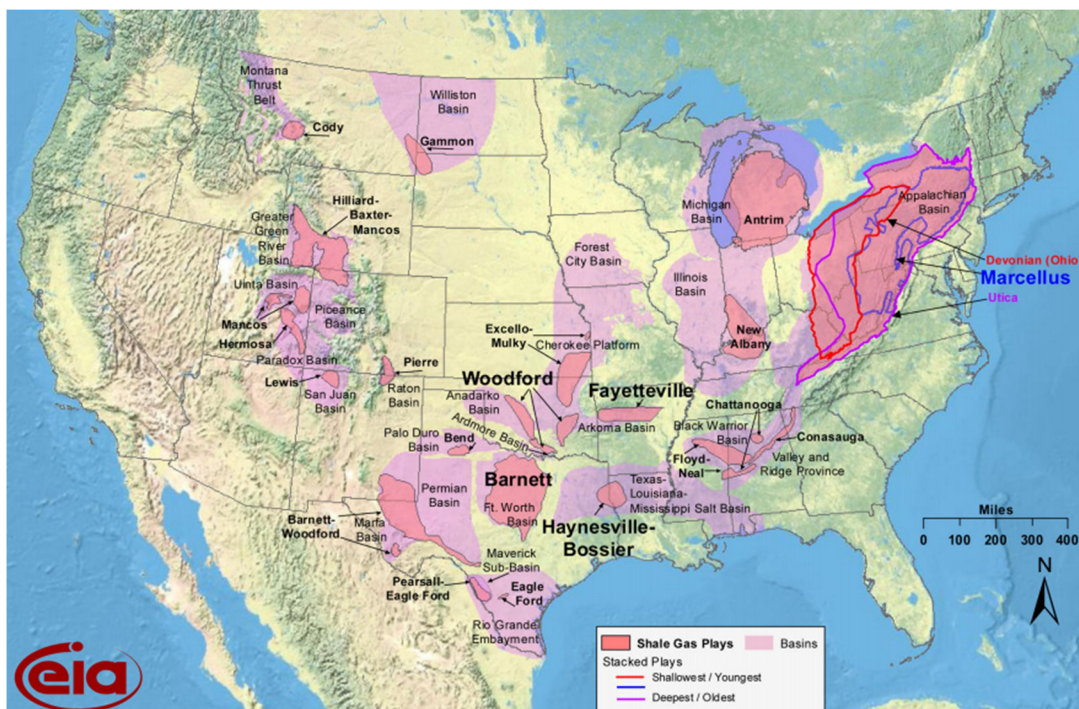 Montana
Thrust
Belt
Cody
Williston
Basin
Gammon
Hilliard-
Baxter-
Mancos
Greater
Green
River
Basin
Uinta Basin
Piceance
Basin
Mancos
Hermosa
Paradox Basin
Lewis
San Juan
Basin
Pierre
Raton
Basin
Michigan
Basin
Antrim
Forest
City Basin
Illinois
Basin
New
Albany
Appalachian
Basin
Devonian (Ohio
Marcellus
Utica
Excello-
Mulky
Cherokee Platform
Woodford
Anadarko
Basin
Ardmore Basin
Fayetteville
Arkoma Basin
Palo Duro
Basin
Bend
Chattanooga
Black Warrior
Basin
Conasauga
Floyd-
Neal
Valley and
Ridge Province
Barnett
Ft. Worth
Basin
Permian
Basin
Barnett-
Woodford
Marfa
Basin
Texas-
Louisiana-
Mississippi Salt Basin
Haynesville-
Bossier
Maverick
Sub-Basin
Pearsall-
Eagle Ford
Eagle
Ford
Rio Grande
Embayment
Miles
0 100 200 300 400
N
eia
Shale Gas Plays
Basins
Stacked Plays
Shallowest / Youngest
Deepest / Oldest